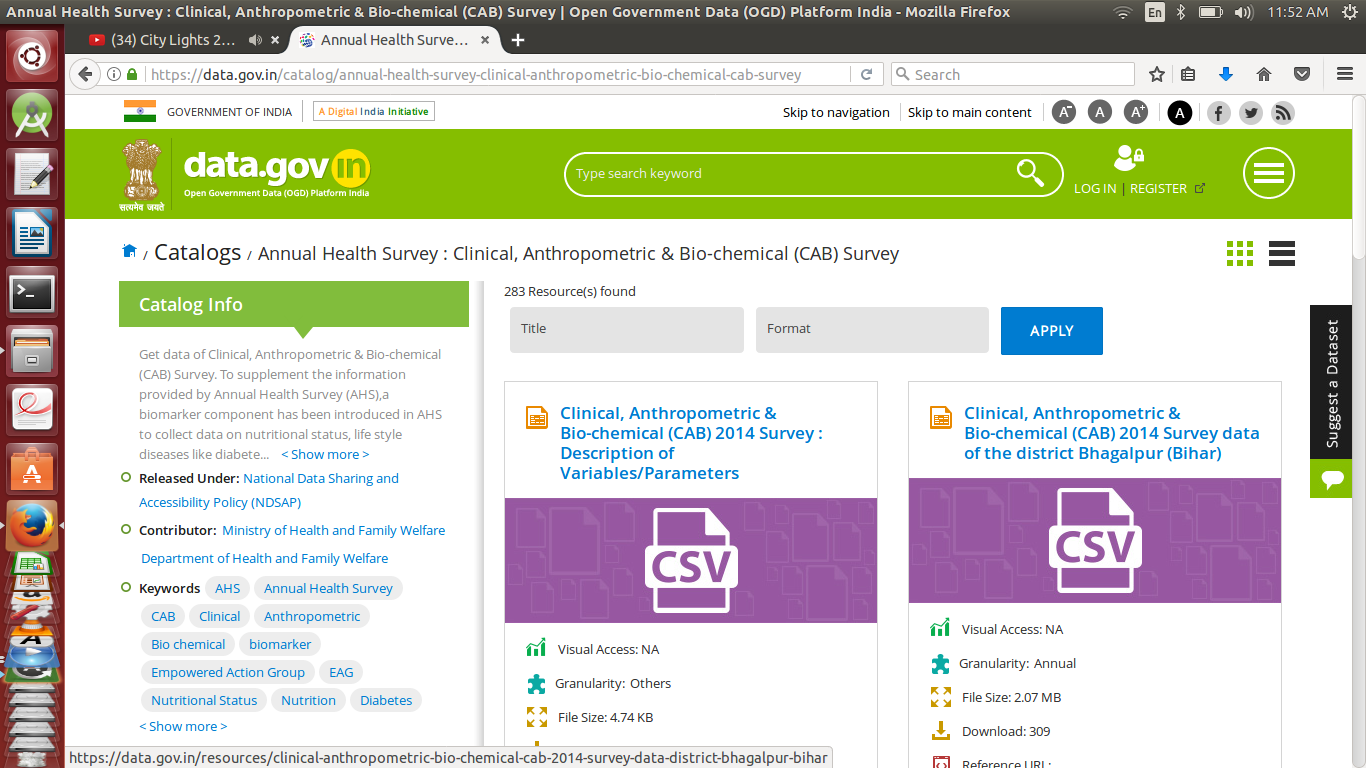 Annual Health Survey : Clinical, Anthropometric & Bio-chemical (CAB) Survey | Open Government Data (OGD) Platform India - Mozilla Firefox
En
11:52 AM
(34) City Lights 2...
Annual Health Surve...
https://data.gov.in/catalog/annual-health-survey-clinical-anthropometric-bio-chemical-cab-survey
Search
GOVERNMENT OF INDIA
A Digital India Initiative
Skip to navigation
Skip to main content
A-
A
A+
A
सत्यमेव जयते
data.gov in
Open Government Data (OGD) Platform India
Type search keyword
LOG IN | REGISTER
/ Catalogs / Annual Health Survey : Clinical, Anthropometric & Bio-chemical (CAB) Survey
Catalog Info
Get data of Clinical, Anthropometric & Bio-chemical
(CAB) Survey. To supplement the information
provided by Annual Health Survey (AHS),a
biomarker component has been introduced in AHS
to collect data on nutritional status, life style
diseases like diabete... < Show more >
Released Under: National Data Sharing and
Accessibility Policy (NDSAP)
Contributor: Ministry of Health and Family Welfare
Department of Health and Family Welfare
Keywords AHS Annual Health Survey
CAB Clinical Anthropometric
Bio chemical biomarker
Empowered Action Group EAG
Nutritional Status Nutrition Diabetes
< Show more >
283 Resource(s) found
Title
Format
APPLY
Clinical, Anthropometric &
Bio-chemical (CAB) 2014 Survey :
Description of
Variables/Parameters
CSV
Visual Access: NA
Granularity: Others
File Size: 4.74 KB
Clinical, Anthropometric &
Bio-chemical (CAB) 2014 Survey data
of the district Bhagalpur (Bihar)
CSV
Visual Access: NA
Granularity: Annual
File Size: 2.07 MB
Download: 309
Reference URL:
Suggest a Dataset
https://data.gov.in/resources/clinical-anthropometric-bio-chemical-cab-2014-survey-data-district-bhagalpur-bihar